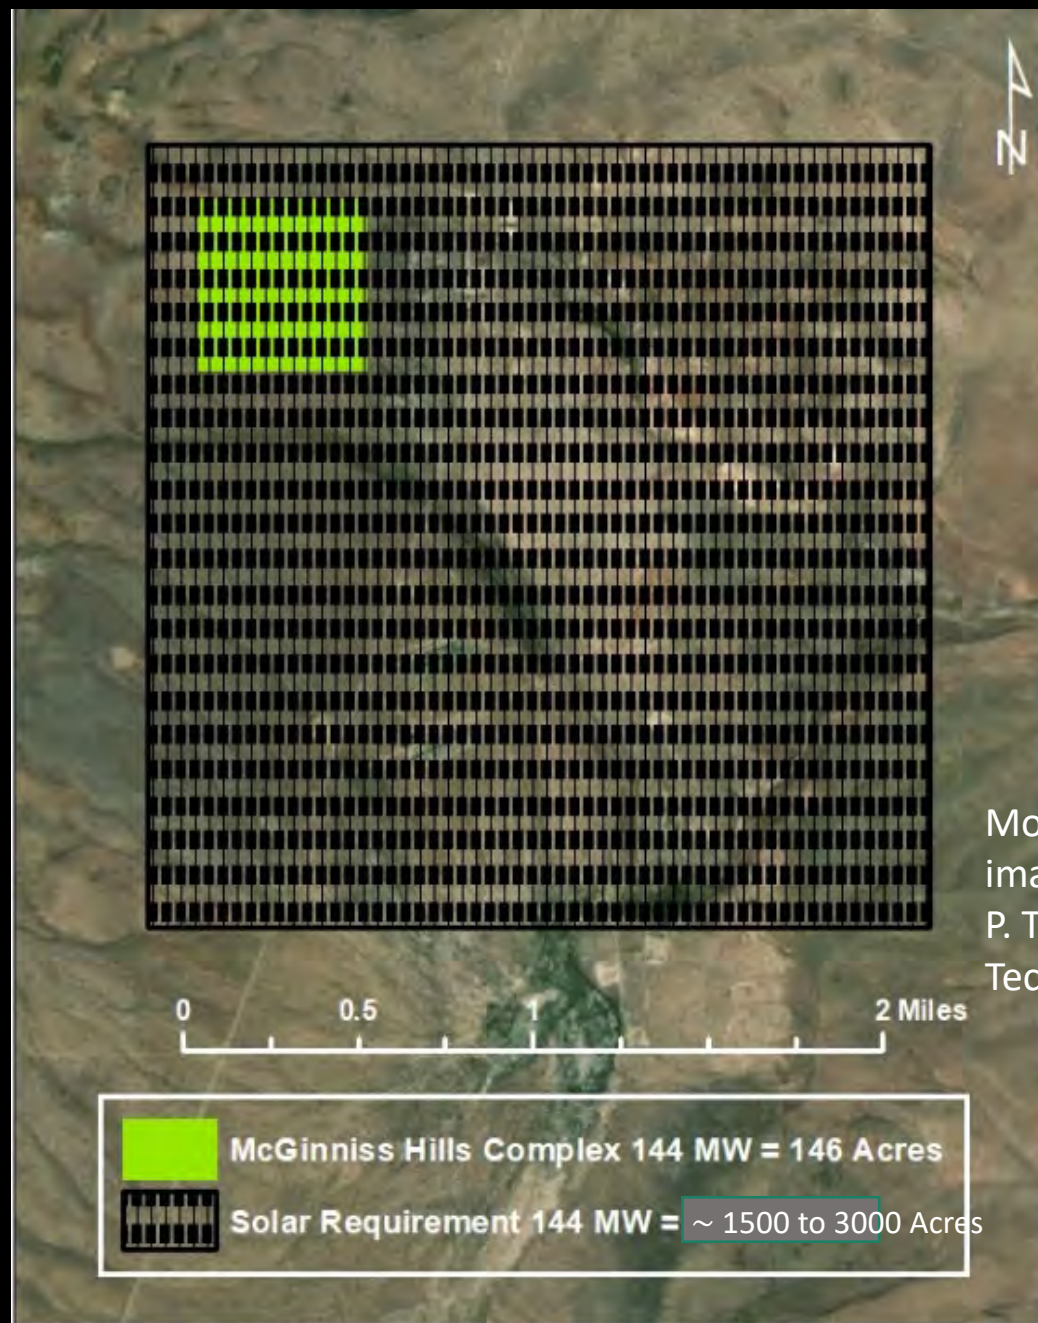 N
Mo
ima
P. T
Tec
0 0.5 1 2 Miles
McGinniss Hills Complex 144 MW = 146 Acres
Solar Requirement 144 MW = ~ 1500 to 3000 Acres